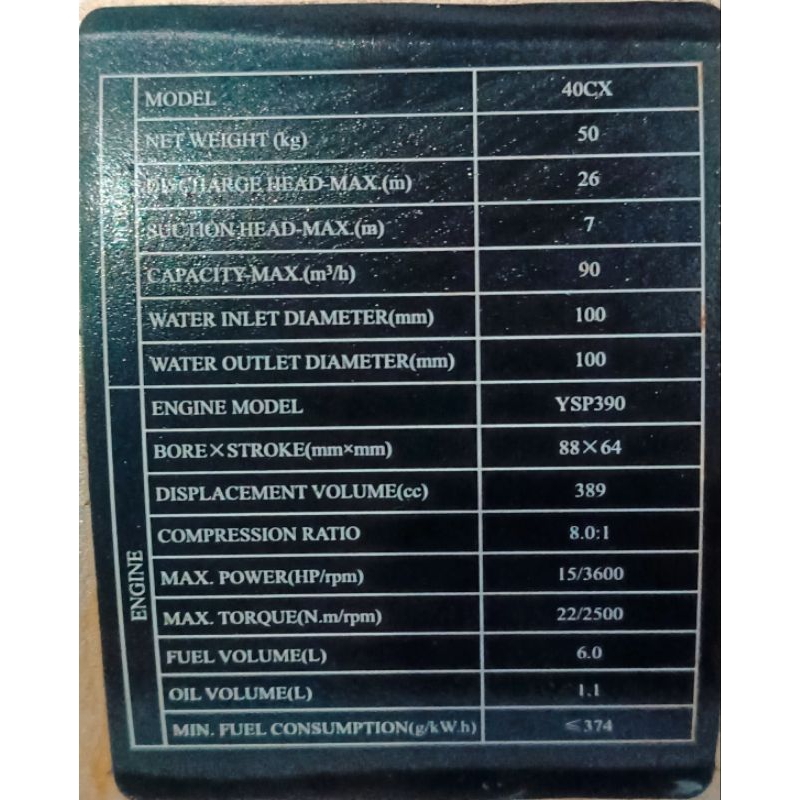 MODEL 40CX
NET WEIGHT (kg) 50
DISCHARGE HEAD-MAX.(m) 26
SUCTION HEAD-MAX.(m) 7
CAPACITY-MAX.(m³/h) 90
WATER INLET DIAMETER(mm) 100
WATER OUTLET DIAMETER(mm) 100
ENGINE
ENGINE MODEL YSP390
BORE×STROKE(mm×mm) 88×64
DISPLACEMENT VOLUME(cc) 389
COMPRESSION RATIO 8.0:1
MAX. POWER(HP/rpm) 15/3600
MAX. TORQUE(N.m/rpm) 22/2500
FUEL VOLUME(L) 6.0
OIL VOLUME(L) 1.1
MIN. FUEL CONSUMPTION(g/kW.h) ≤374